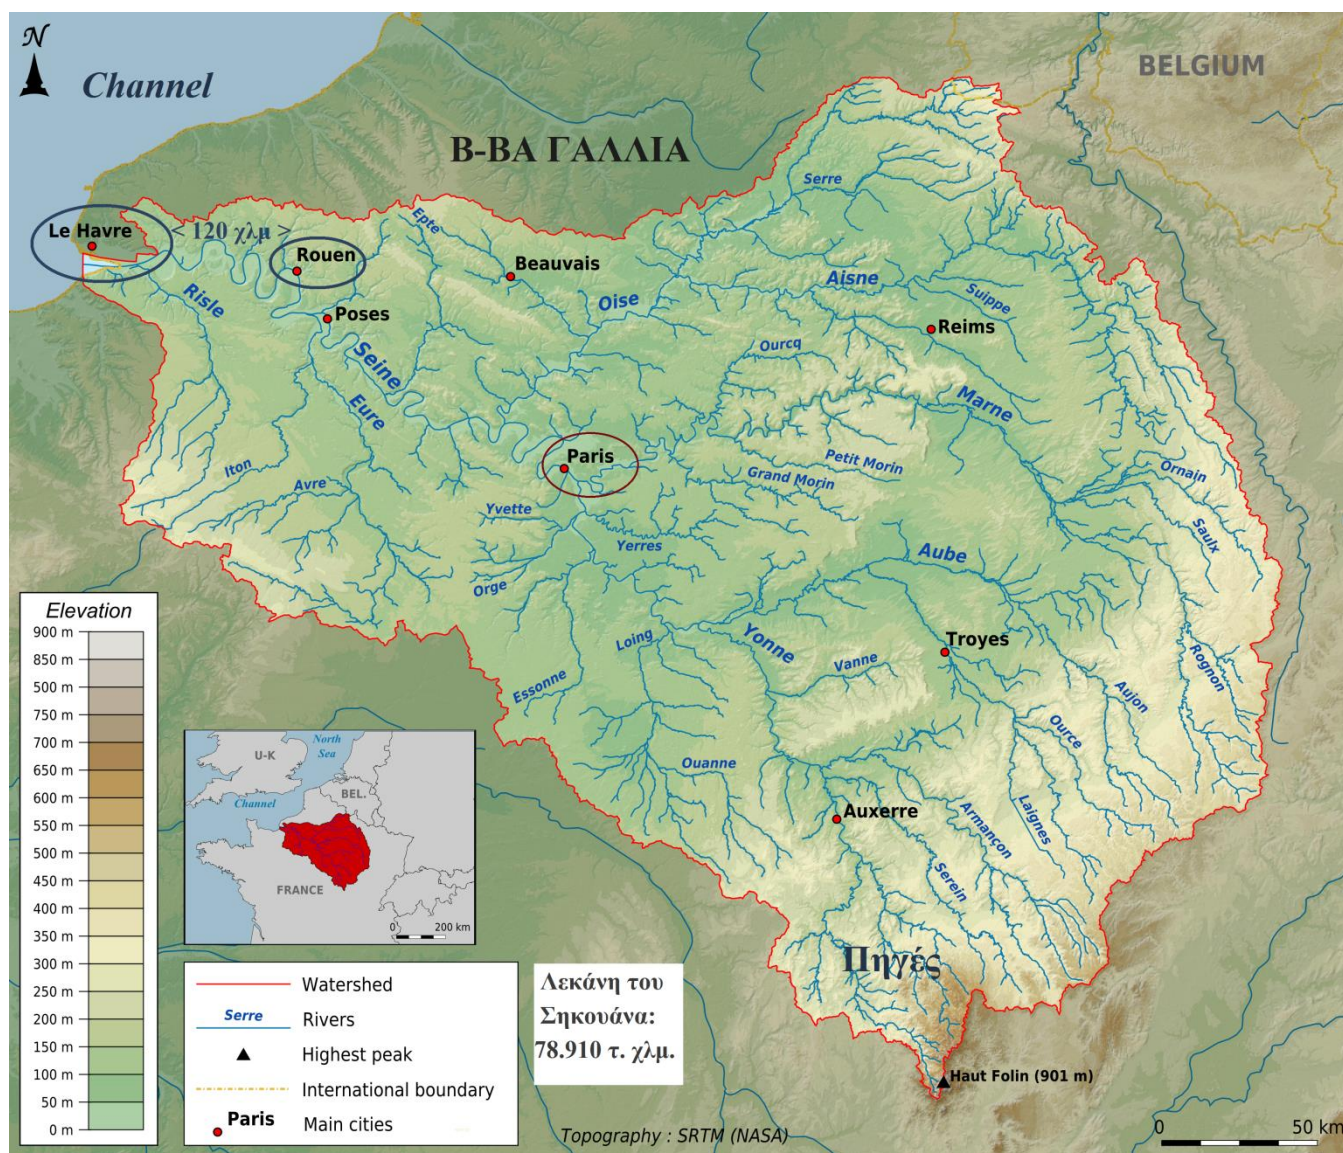 N
Channel
BELGIUM
Β-ΒΑ ΓΑΛΛΙΑ
Serre
Le Havre
< 120 χλμ >
Epte
Rouen
Beauvais
Aisne
Suippe
Risle
Oise
Poses
Reims
Ourcq
Seine
Eure
Marne
Paris
Petit Morin
Grand Morin
Ornain
Iton
Avre
Yvette
Saulx
Yerres
Aube
Orge
Loing
Yonne
Troyes
Vanne
Rognon
Essonne
Aujon
Ource
Ouanne
Laignes
Auxerre
Armançon
Serein
Πηγές
Haut Folin (901 m)
Elevation
900 m
850 m
500 m
750 m
700 m
650 m
600 m
550 m
500 m
450 m
400 m
350 m
300 m
250 m
200 m
150 m
100 m
50 m
0 m
North
Sea
U-K
Channel
BEL.
FRANCE
0 200 km
Watershed
Serre Rivers
Highest peak
International boundary
Paris Main cities
Λεκάνη του
Σηκουάνα:
78.910 τ. χλμ.
Topography : SRTM (NASA)
0 50 km